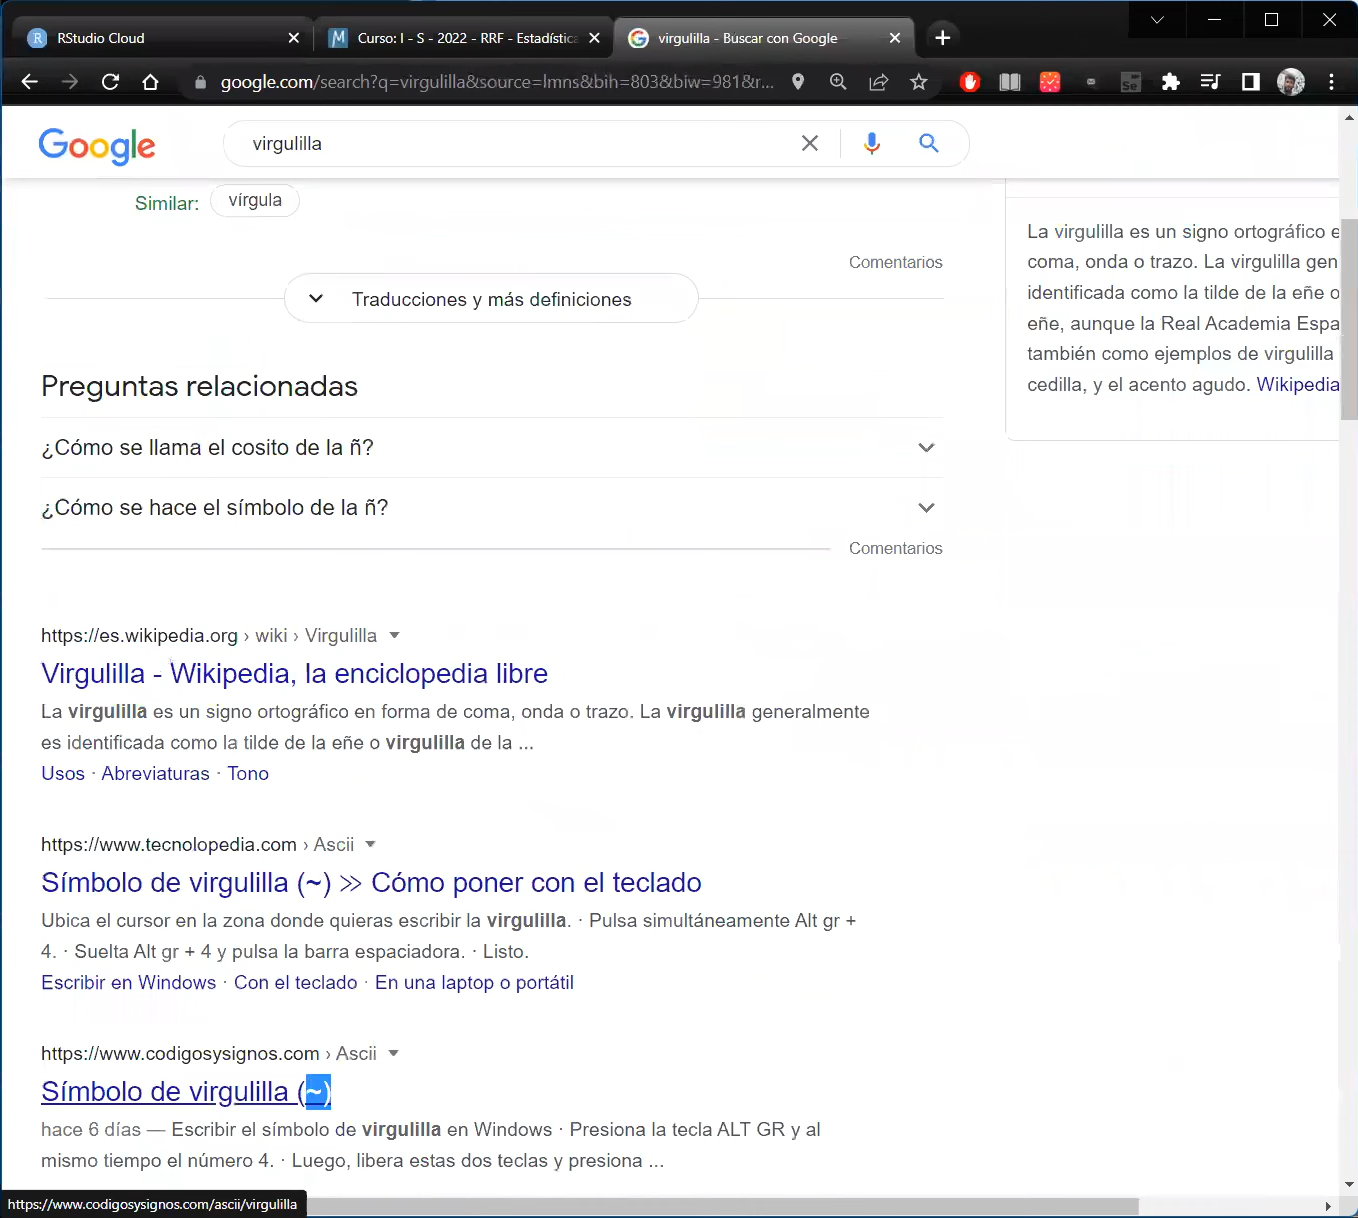 RStudio Cloud
Curso: I - S - 2022 - RRF - Estadística
virgulilla - Buscar con Google
google.com/search?q=virgulilla&source=lmns&bih=803&biw=981&r...
Google
virgulilla
Similar:
vírgula
Comentarios
Traducciones y más definiciones
Preguntas relacionadas
¿Cómo se llama el cosito de la ñ?
¿Cómo se hace el símbolo de la ñ?
Comentarios
https://es.wikipedia.org › wiki › Virgulilla
Virgulilla - Wikipedia, la enciclopedia libre
La virgulilla es un signo ortográfico en forma de coma, onda o trazo. La virgulilla generalmente
es identificada como la tilde de la eñe o virgulilla de la ...
Usos · Abreviaturas · Tono
https://www.tecnolopedia.com › Ascii
Símbolo de virgulilla (~) ≫ Cómo poner con el teclado
Ubica el cursor en la zona donde quieras escribir la virgulilla. · Pulsa simultáneamente Alt gr +
4. · Suelta Alt gr + 4 y pulsa la barra espaciadora. · Listo.
Escribir en Windows · Con el teclado · En una laptop o portátil
https://www.codigosysignos.com › Ascii
Símbolo de virgulilla (~)
hace 6 días — Escribir el símbolo de virgulilla en Windows · Presiona la tecla ALT GR y al
mismo tiempo el número 4. · Luego, libera estas dos teclas y presiona ...
La virgulilla es un signo ortográfico e
coma, onda o trazo. La virgulilla gen
identificada como la tilde de la eñe o
eñe, aunque la Real Academia Espa
también como ejemplos de virgulilla
cedilla, y el acento agudo. Wikipedia
https://www.codigosysignos.com/ascii/virgulilla